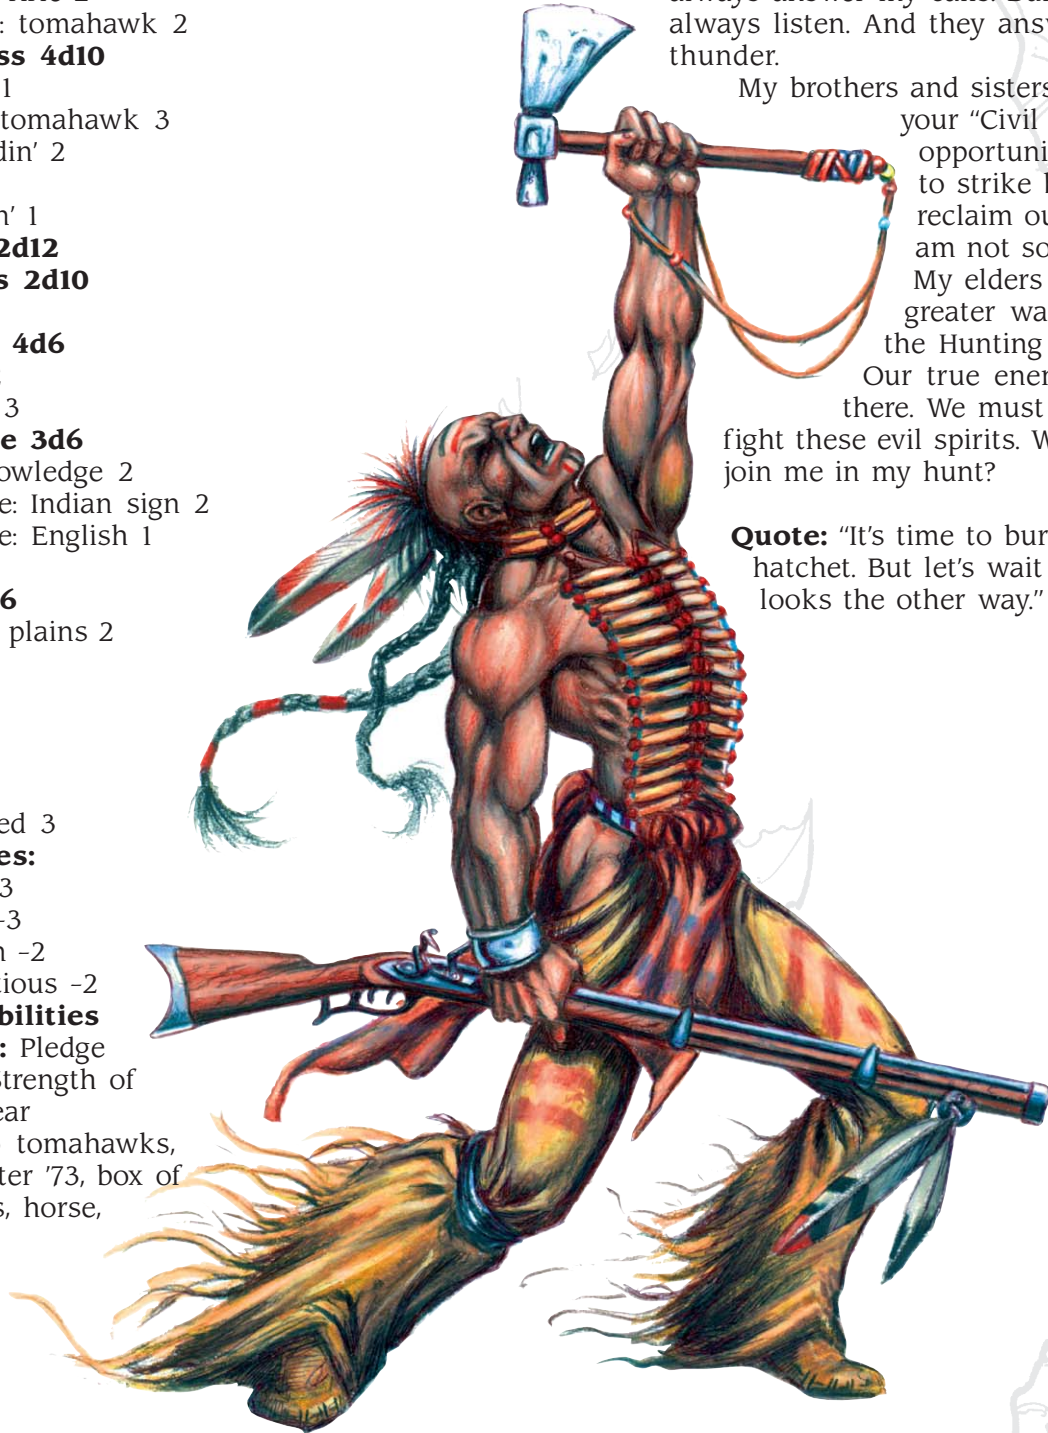 : tomahawk 2
ss 4d10
1
tomahawk 3
din' 2
n' 1
2d12
s 2d10
4d6
3
e 3d6
owledge 2
e: Indian sign 2
e: English 1
6
plains 2
ed 3
es:
3
-3
n -2
tious -2
bilities
: Pledge
Strength of
ear
tomahawks,
ter '73, box of
s, horse,
always listen. And they answ
thunder.
My brothers and sisters
your “Civil
opportuni
to strike b
reclaim ou
am not so
My elders
greater wa
the Hunting
Our true ener
there. We must
fight these evil spirits. W
join me in my hunt?
Quote: “It's time to bur
hatchet. But let's wait
looks the other way.”